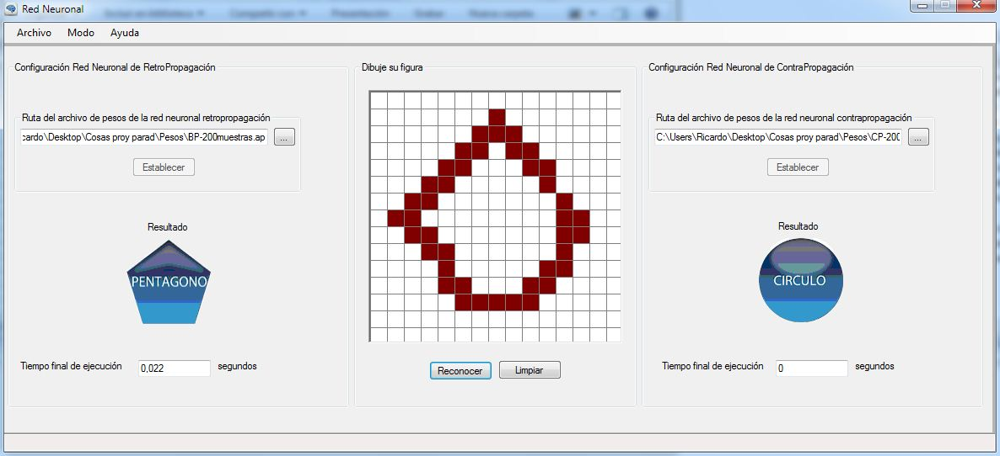 Red Neuronal
Archivo Modo Ayuda
Configuración Red Neuronal de RetroPropagación
Ruta del archivo de pesos de la red neuronal retropropagación
cardo\Desktop\Cosas proy parad\Pesos\BP-200muestras.ap
...
Establecer
Resultado
PENTAGONO
Tiempo final de ejecución 0,022 segundos
Dibuje su figura
Reconocer Limpiar
Configuración Red Neuronal de ContraPropagación
Ruta del archivo de pesos de la red neuronal contrapropagación
C:\Users\Ricardo\Desktop\Cosas proy parad\Pesos\CP-200
...
Establecer
Resultado
CIRCULO
Tiempo final de ejecución 0 segundos